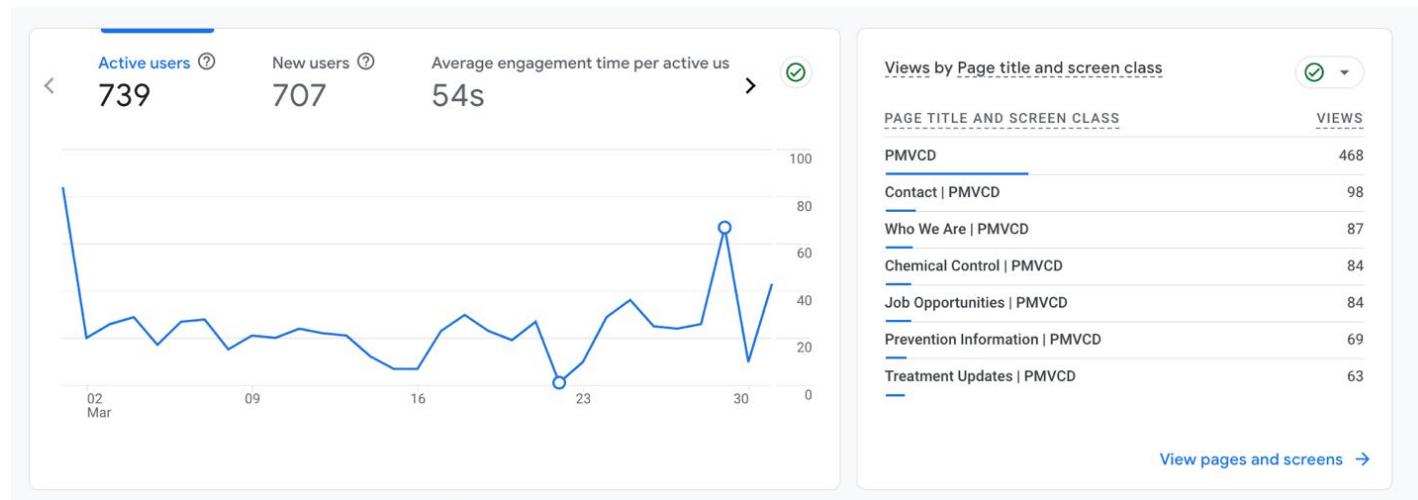 Active users
739
New users
707
Average engagement time per active us
54s
100
80
60
40
20
0
02
Mar
09
16
23
30
Views by Page title and screen class
PAGE TITLE AND SCREEN CLASS VIEWS
PMVCD 468
Contact | PMVCD 98
Who We Are | PMVCD 87
Chemical Control | PMVCD 84
Job Opportunities | PMVCD 84
Prevention Information | PMVCD 69
Treatment Updates | PMVCD 63
View pages and screens